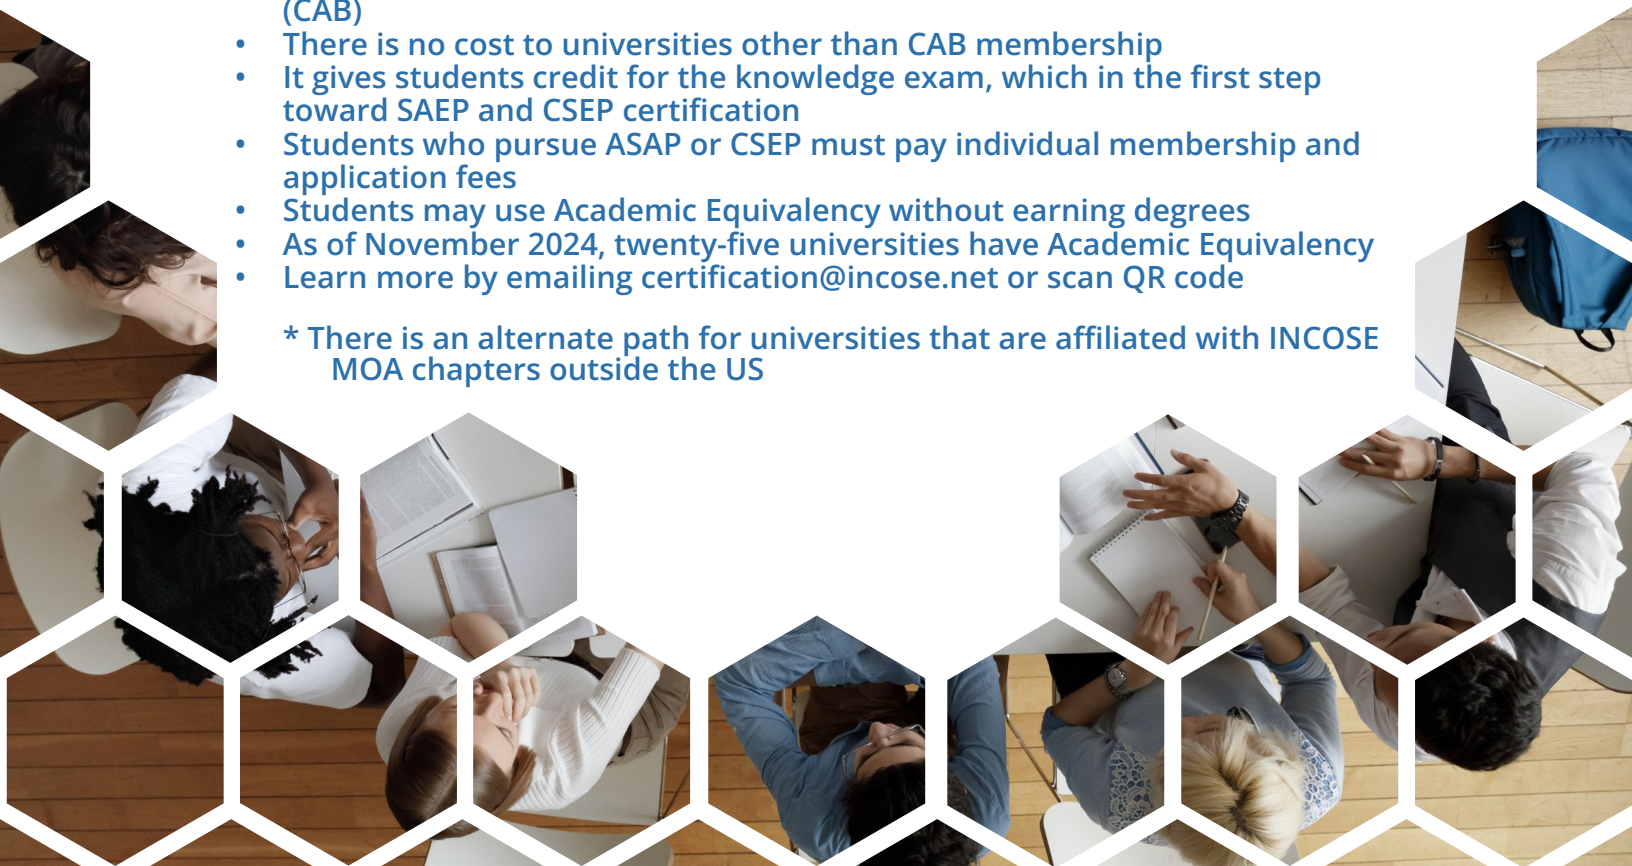 (CAB)
• There is no cost to universities other than CAB membership
• It gives students credit for the knowledge exam, which in the first step
toward SAEP and CSEP certification
• Students who pursue ASAP or CSEP must pay individual membership and
application fees
• Students may use Academic Equivalency without earning degrees
• As of November 2024, twenty-five universities have Academic Equivalency
• Learn more by emailing certification@incose.net or scan QR code
* There is an alternate path for universities that are affiliated with INCOSE
MOA chapters outside the US